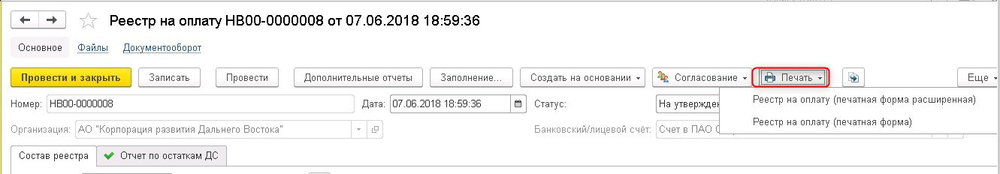 Реестр на оплату НВ00-0000008 от 07.06.2018 18:59:36
Основное Файлы Документооборот
Провести и закрыть Записать Провести Дополнительные отчеты Заполнение... Создать на основании Согласование Печать Еще
Номер: НВ00-0000008 Дата: 07.06.2018 18:59:36 Статус: На утвержден
Реестр на оплату (печатная форма расширенная)
Реестр на оплату (печатная форма)
Организация: АО "Корпорация развития Дальнего Востока" Банковский/лицевой счёт: Счет в ПАО С
Состав реестра Отчет по остаткам ДС